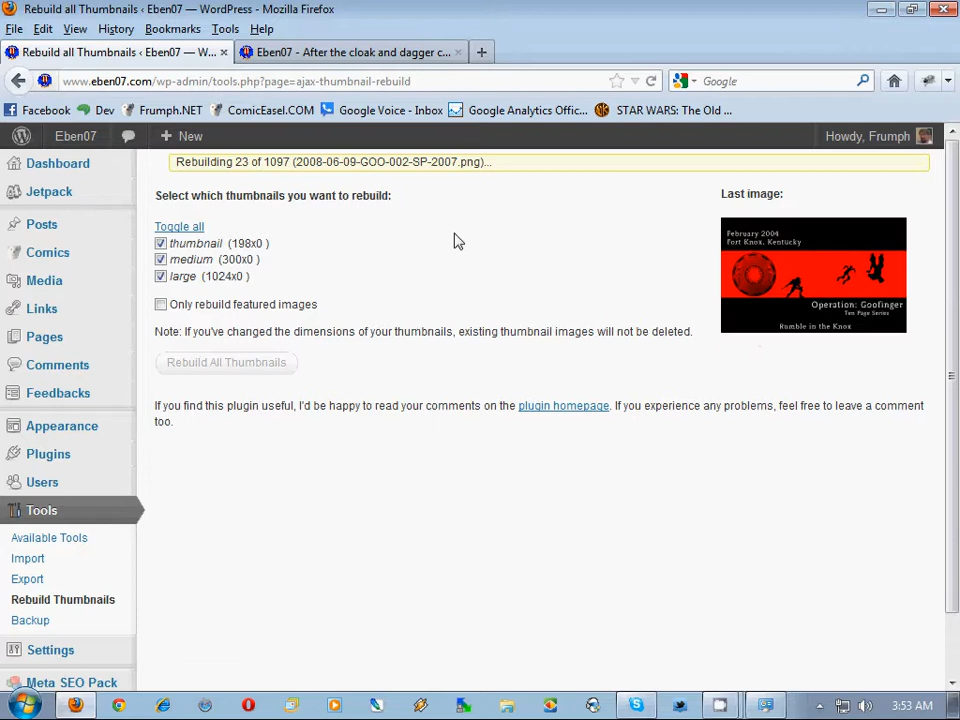 Rebuild all Thumbnails ‹ Eben07 — WordPress - Mozilla Firefox
File Edit View History Bookmarks Tools Help
Rebuild all Thumbnails ‹ Eben07 — W... × Eben07 - After the cloak and dagger c... × +
www.eben07.com/wp-admin/tools.php?page=ajax-thumbnail-rebuild Google
Facebook Dev Frumph.NET ComicEasel.COM Google Voice - Inbox Google Analytics Offic... STAR WARS: The Old ...
Eben07 + New Howdy, Frumph
Dashboard
Jetpack
Posts
Comics
Media
Links
Pages
Comments
Feedbacks
Appearance
Plugins
Users
Tools
Available Tools
Import
Export
Rebuild Thumbnails
Backup
Settings
Meta SEO Pack
Rebuilding 23 of 1097 (2008-06-09-GOO-002-SP-2007.png)...
Select which thumbnails you want to rebuild:
Toggle all
thumbnail (198x0 )
medium (300x0 )
large (1024x0 )
Only rebuild featured images
Note: If you've changed the dimensions of your thumbnails, existing thumbnail images will not be deleted.
Rebuild All Thumbnails
If you find this plugin useful, I'd be happy to read your comments on the plugin homepage. If you experience any problems, feel free to leave a comment
too.
Last image:
February 2004
Fort Knox, Kentucky
Operation: Goofinger
Ten Page Series
Rumble in the Knox
3:53 AM